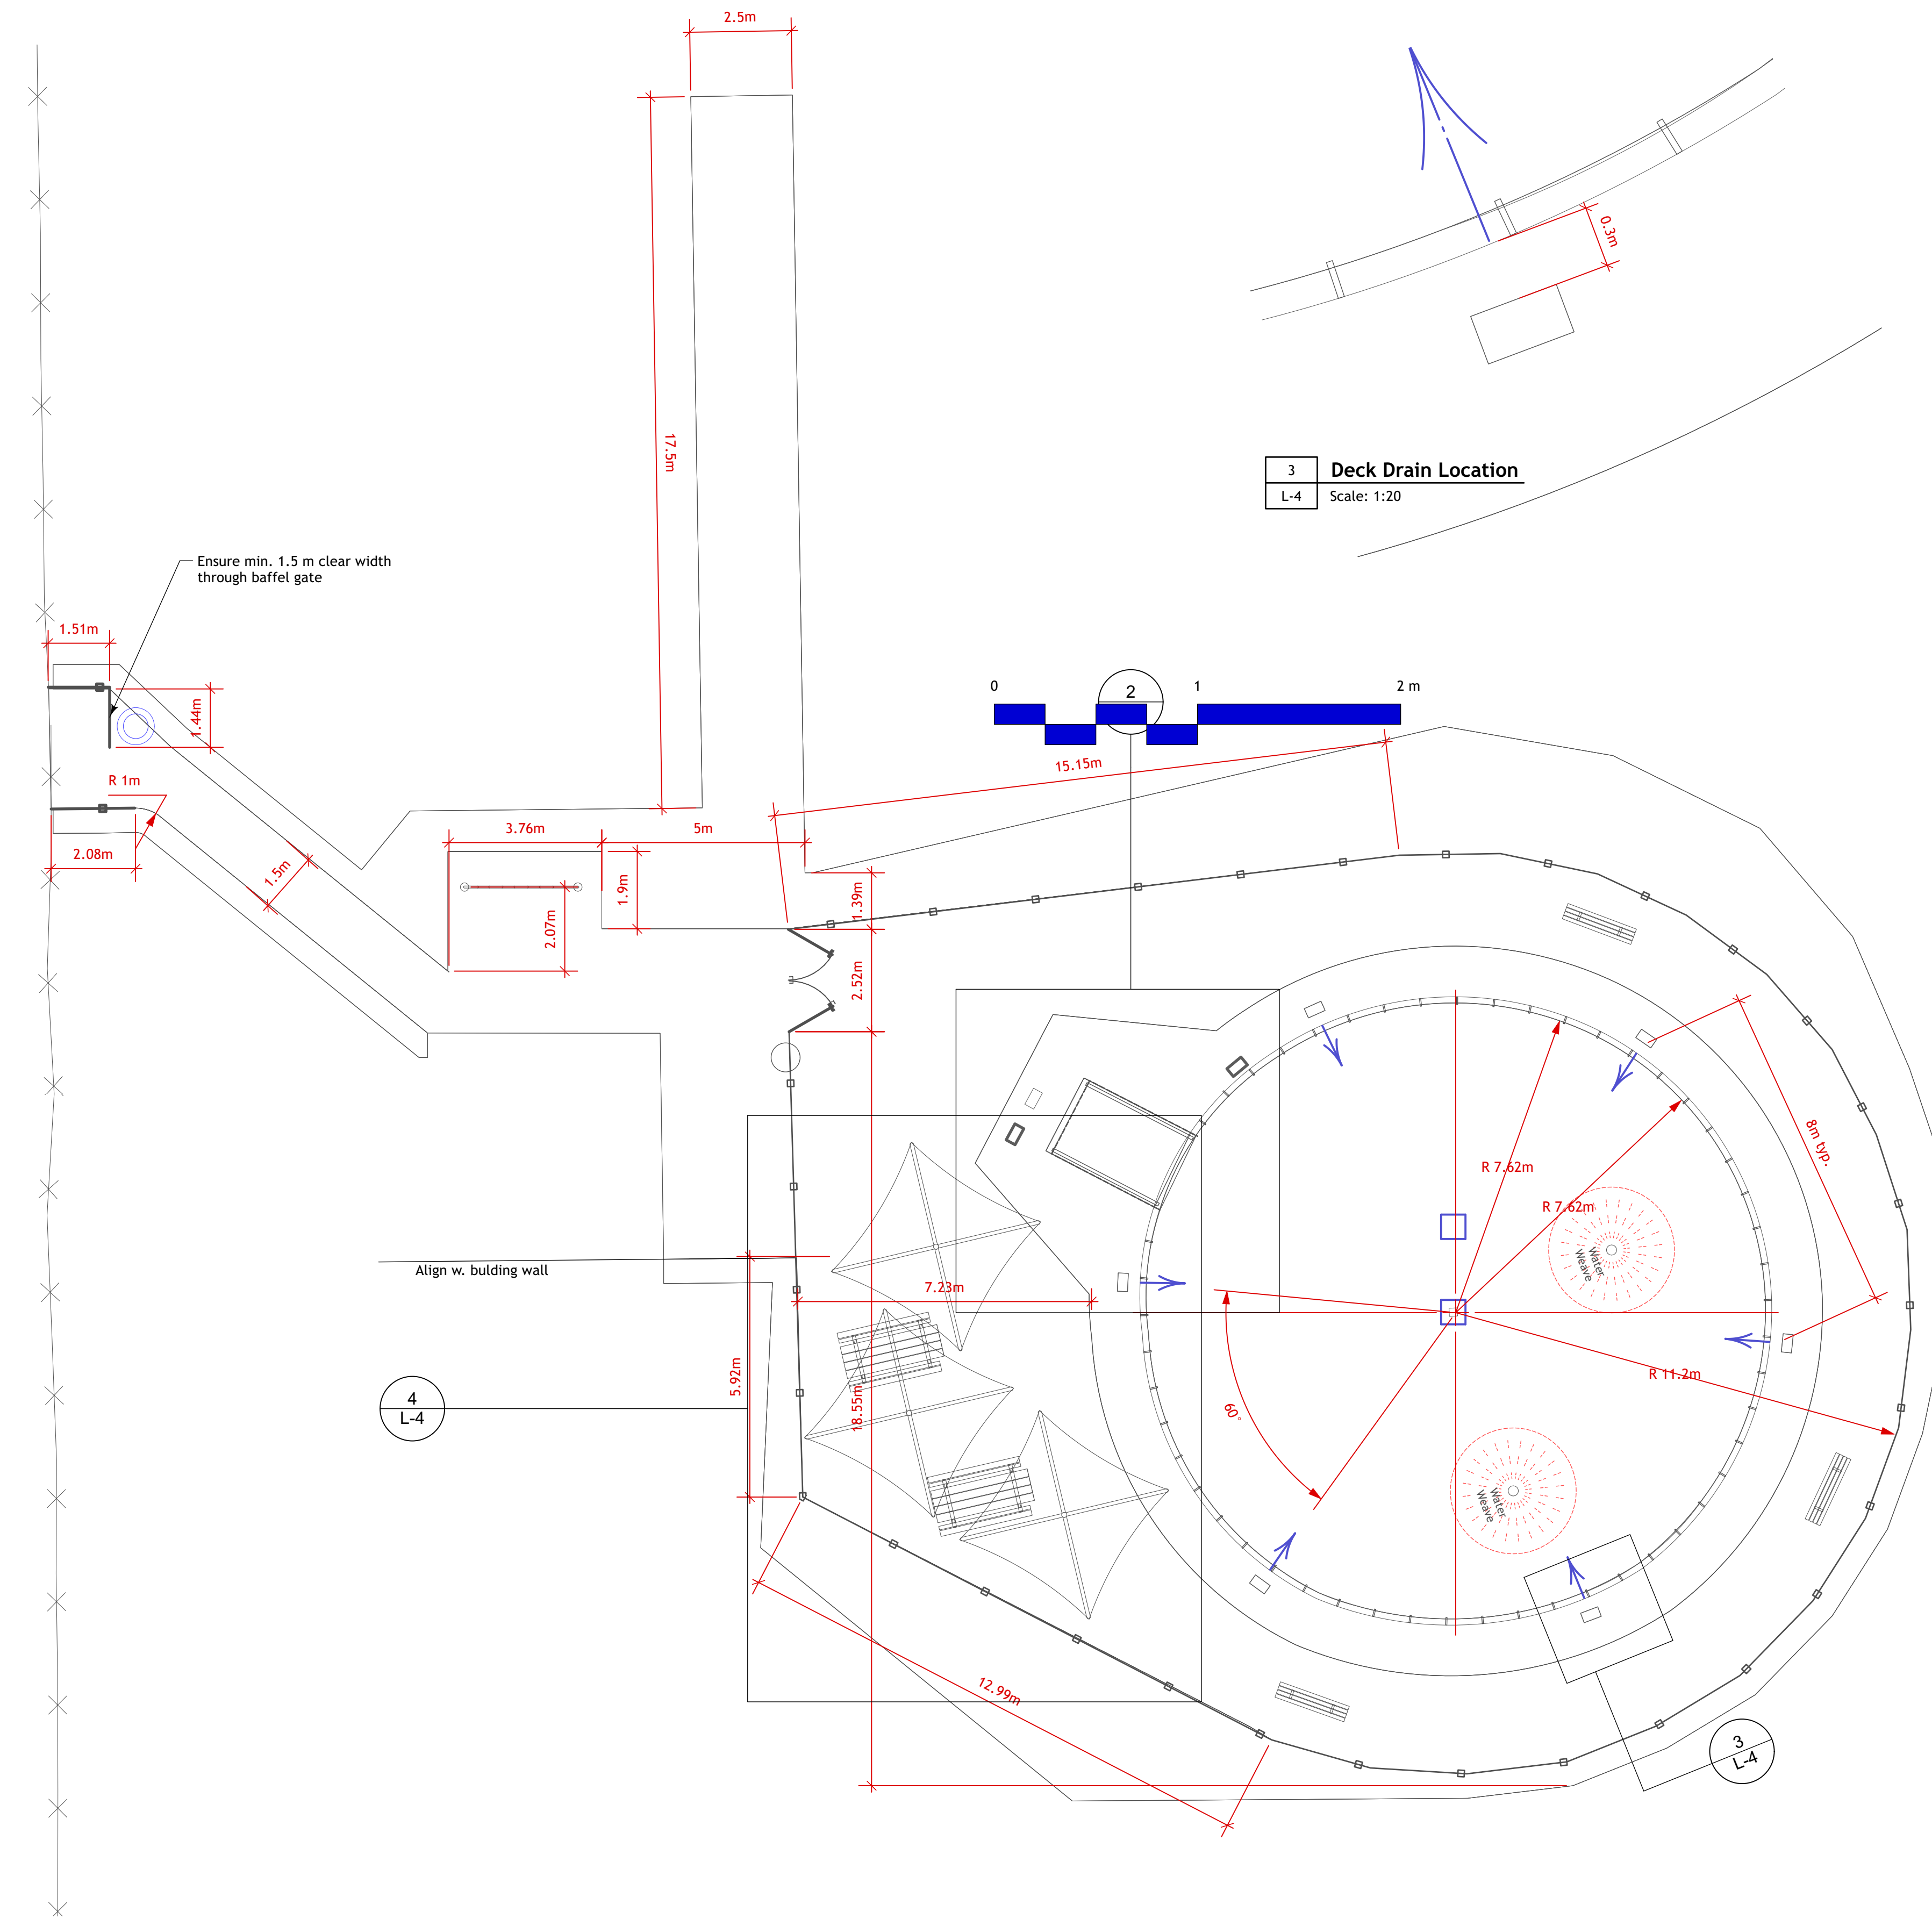 2.5m
17.5m
0.3m
3 Deck Drain Location
L-4 Scale: 1:20
Ensure min. 1.5 m clear width
through baffel gate
1.51m
1.44m
R 1m
2.08m
1.5m
3.76m
5m
1.9m
2.07m
0
2
1
2 m
15.15m
1.39m
2.52m
8m typ.
R 7.62m
R 7.62m
Water
Weave
Align w. bulding wall
7.23m
5.92m
18.55m
4
L-4
60°
R 11.2m
Water
Weave
12.99m
3
L-4